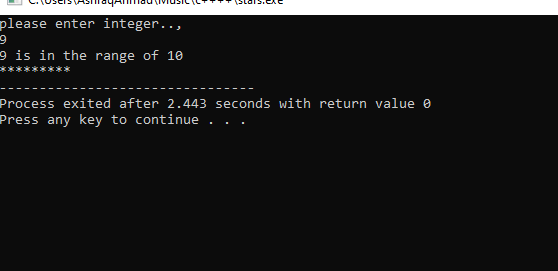 C:\Users\AshraqAhmad\Music\c++++\stars.exe
please enter integer..,
9
9 is in the range of 10
*********
--------------------------------
Process exited after 2.443 seconds with return value 0
Press any key to continue . . .